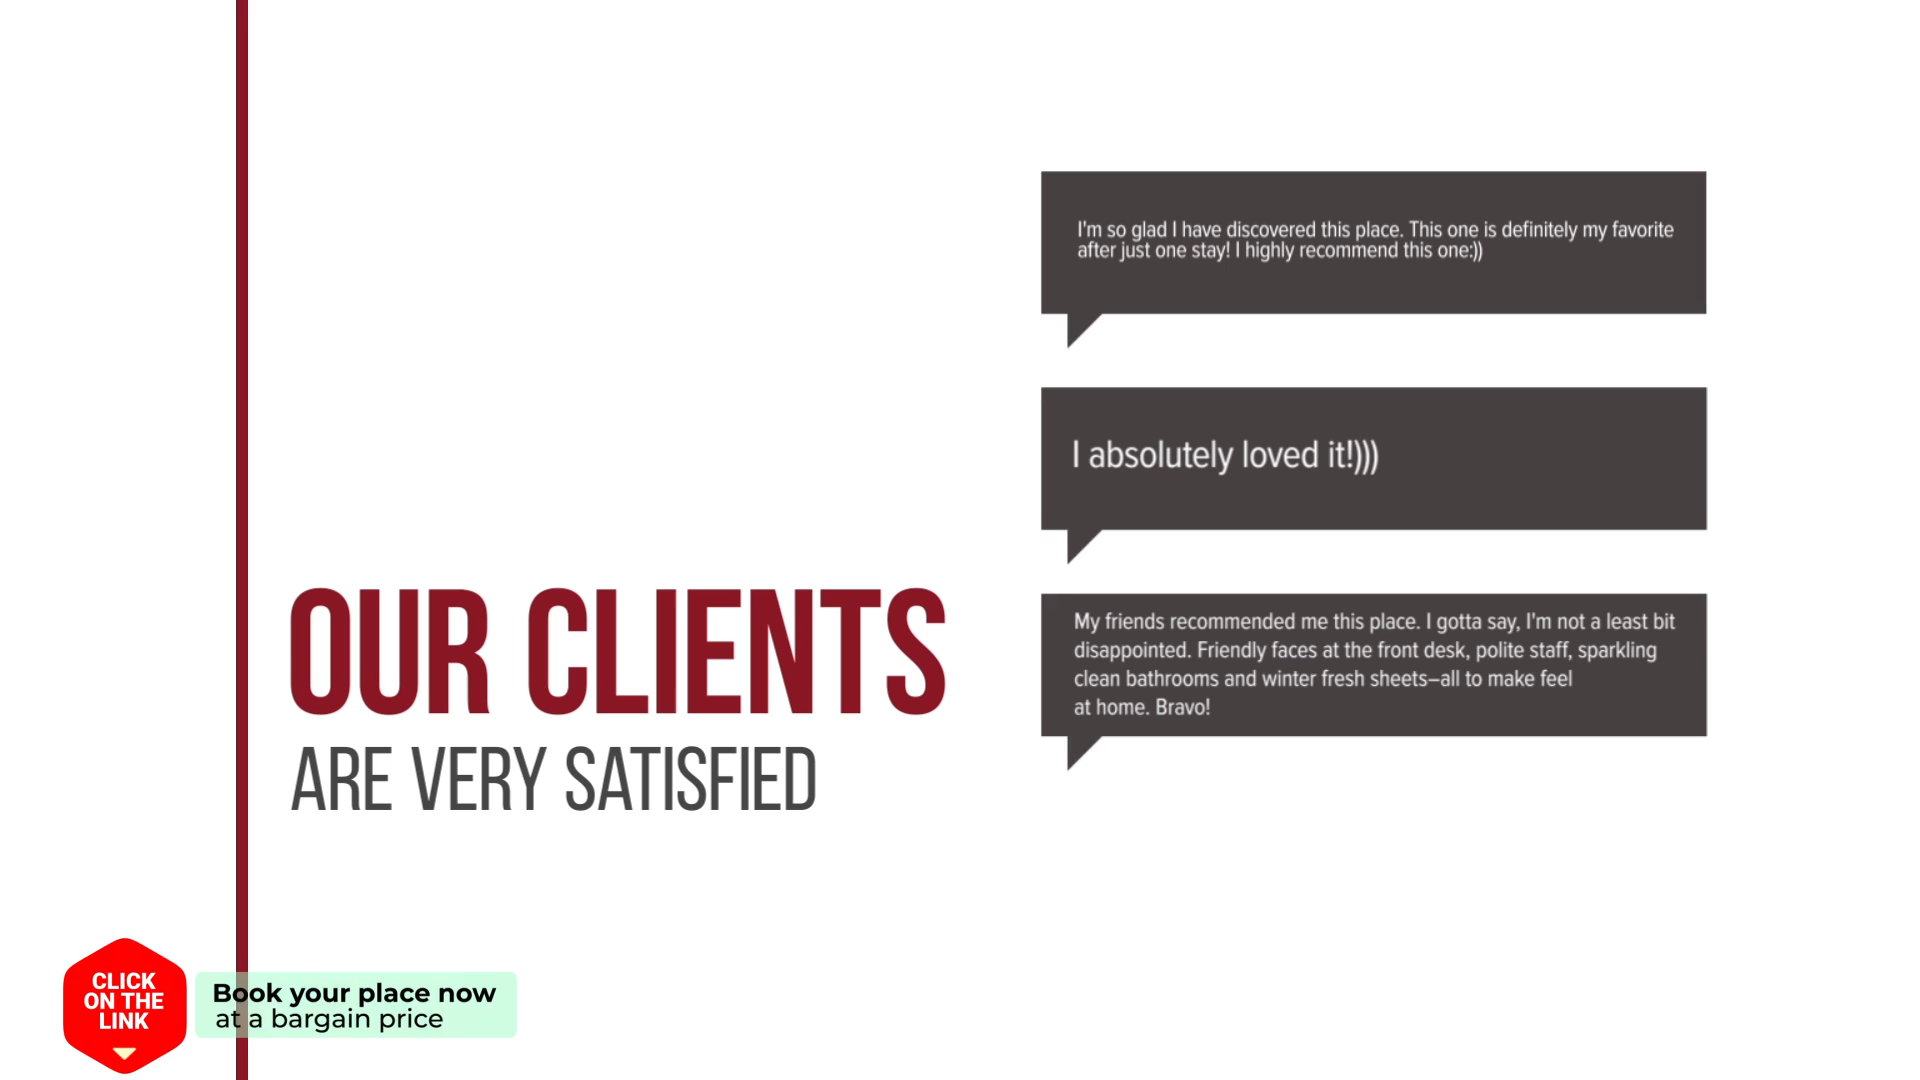 I'm so glad I have discovered this place. This one is definitely my favorite
after just one stay! I highly recommend this one:))
I absolutely loved it!)))
My friends recommended me this place. I gotta say, I'm not a least bit
disappointed. Friendly faces at the front desk, polite staff, sparkling
clean bathrooms and winter fresh sheets–all to make feel
at home. Bravo!
OUR CLIENTS
ARE VERY SATISFIED
CLICK
ON THE
LINK
Book your place now
at a bargain price